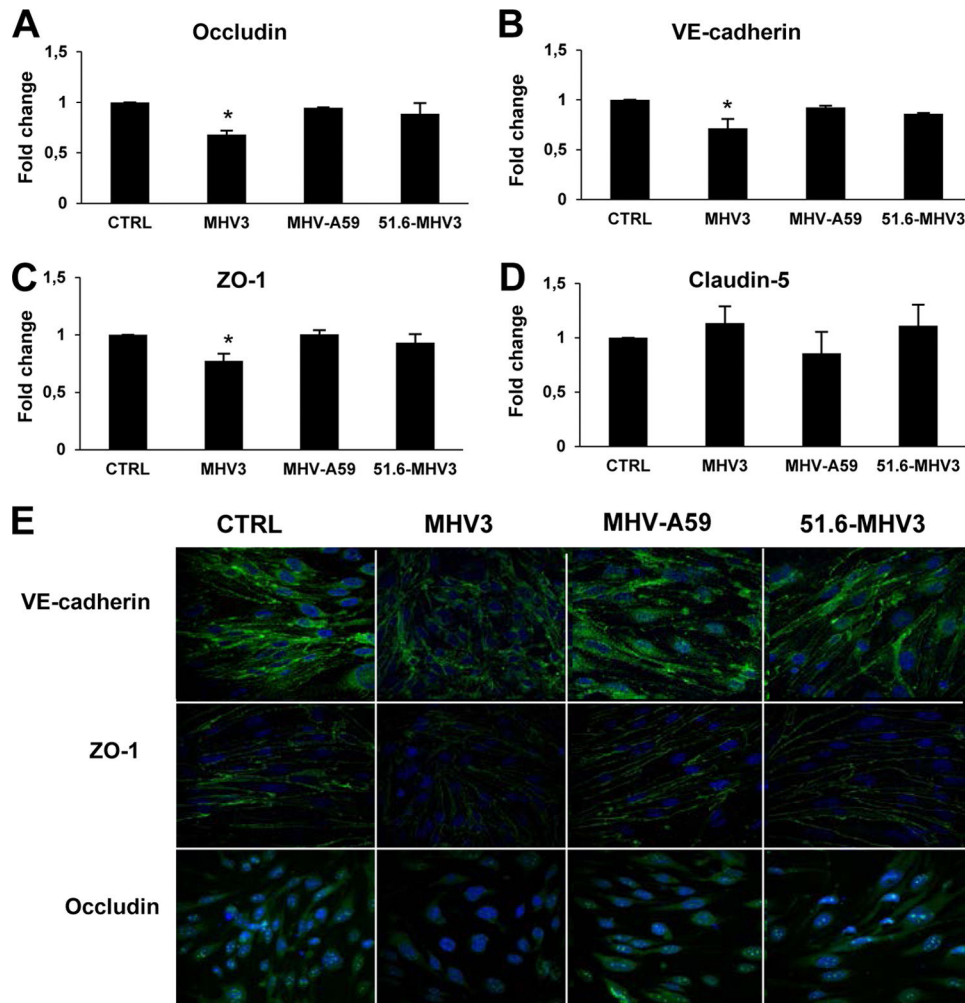 A
Occludin
Fold change
1,5
1
0,5
0
CTRL MHV3 MHV-A59 51.6-MHV3
B
VE-cadherin
Fold change
1,5
1
0,5
0
CTRL MHV3 MHV-A59 51.6-MHV3
*
*
C
ZO-1
Fold change
1,5
1
0,5
0
CTRL MHV3 MHV-A59 51.6-MHV3
*
D
Claudin-5
Fold change
1,5
1
0,5
0
CTRL MHV3 MHV-A59 51.6-MHV3
E
CTRL MHV3 MHV-A59 51.6-MHV3
VE-cadherin
ZO-1
Occludin